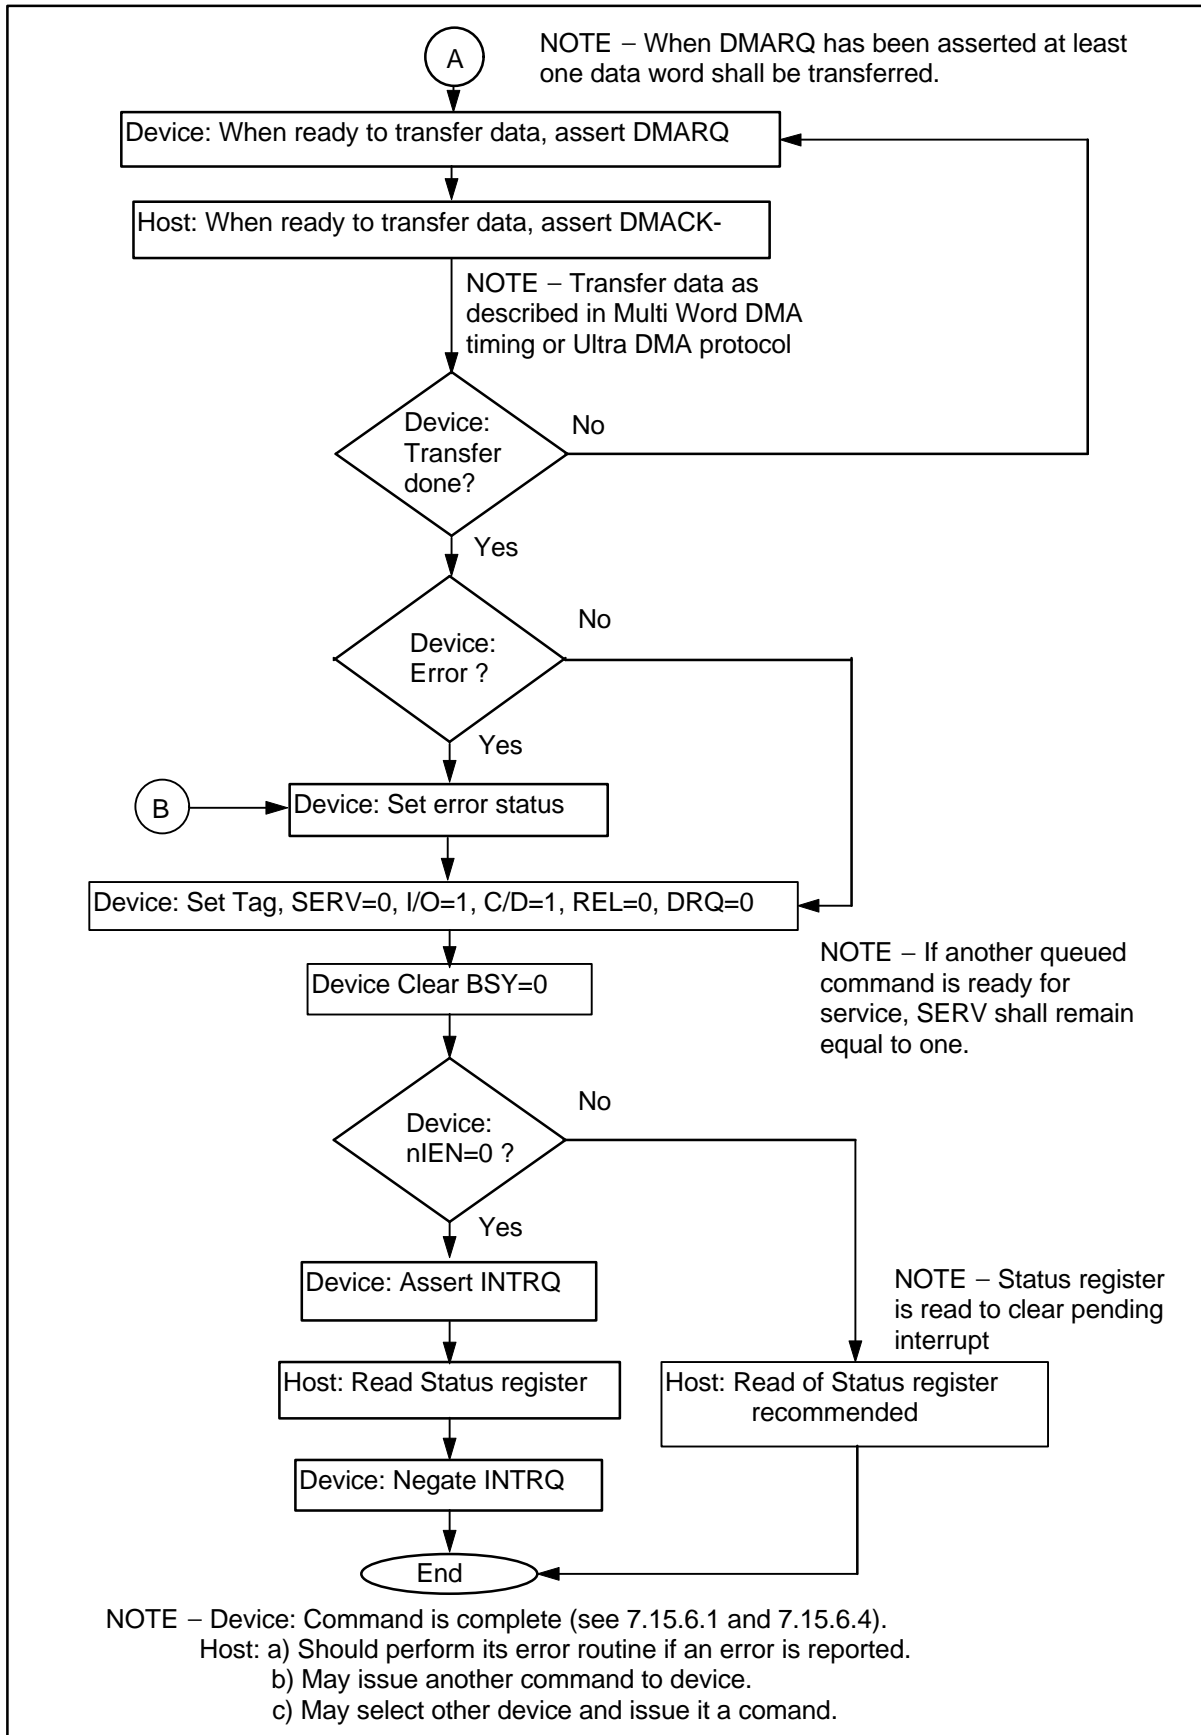 A
NOTE – When DMARQ has been asserted at least
one data word shall be transferred.
Device: When ready to transfer data, assert DMARQ
Host: When ready to transfer data, assert DMACK-
NOTE – Transfer data as
described in Multi Word DMA
timing or Ultra DMA protocol
Device:
Transfer
done?
No
Yes
Device:
Error ?
No
Yes
B
Device: Set error status
Device: Set Tag, SERV=0, I/O=1, C/D=1, REL=0, DRQ=0
NOTE – If another queued
command is ready for
service, SERV shall remain
equal to one.
Device Clear BSY=0
Device:
nIEN=0 ?
No
Yes
Device: Assert INTRQ
NOTE – Status register
is read to clear pending
interrupt
Host: Read Status register
Host: Read of Status register
recommended
Device: Negate INTRQ
End
NOTE – Device: Command is complete (see 7.15.6.1 and 7.15.6.4).
Host: a) Should perform its error routine if an error is reported.
b) May issue another command to device.
c) May select other device and issue it a comand.